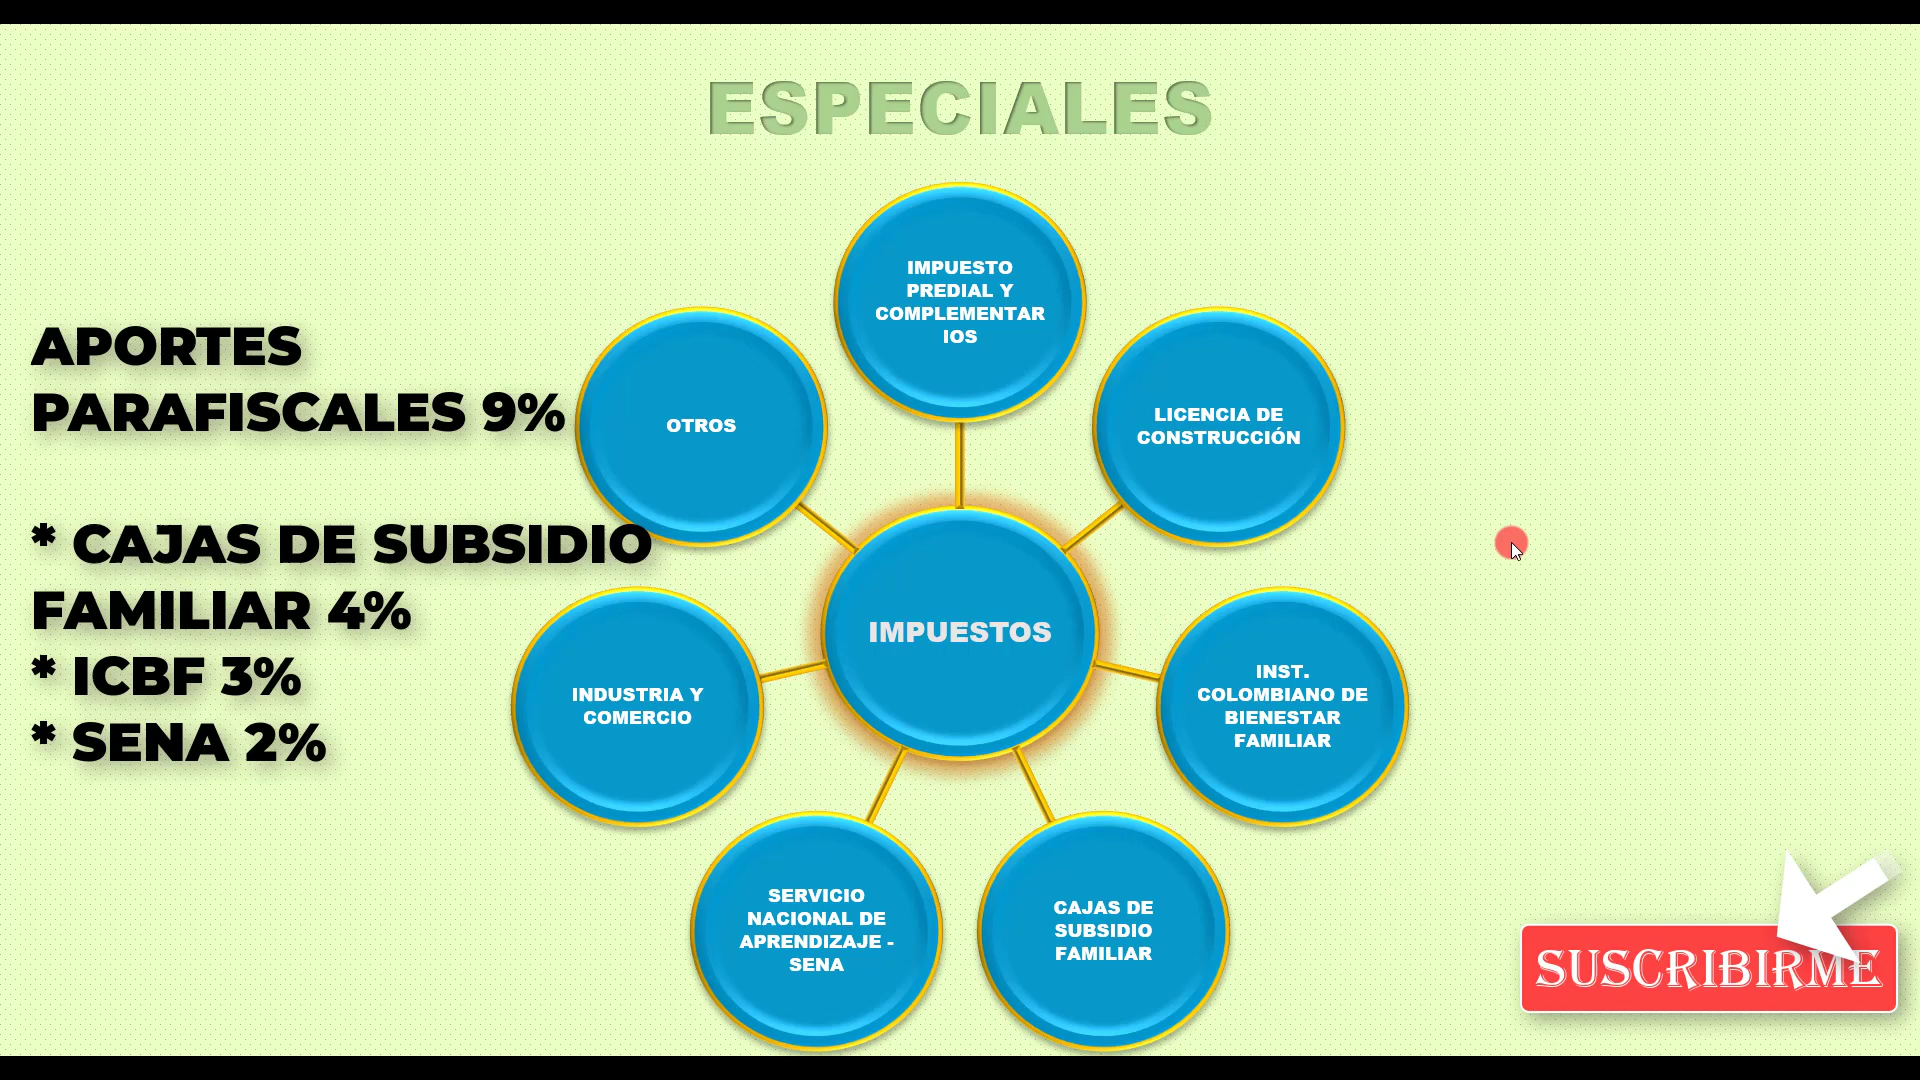 ESPECIALES
APORTES
PARAFISCALES 9%
* CAJAS DE SUBSIDIO
FAMILIAR 4%
* ICBF 3%
* SENA 2%
IMPUESTO
PREDIAL Y
COMPLEMENTAR
IOS
LICENCIA DE
CONSTRUCCIÓN
INST.
COLOMBIANO DE
BIENESTAR
FAMILIAR
CAJAS DE
SUBSIDIO
FAMILIAR
SERVICIO
NACIONAL DE
APRENDIZAJE -
SENA
INDUSTRIA Y
COMERCIO
OTROS
IMPUESTOS
SUSCRIBIRME